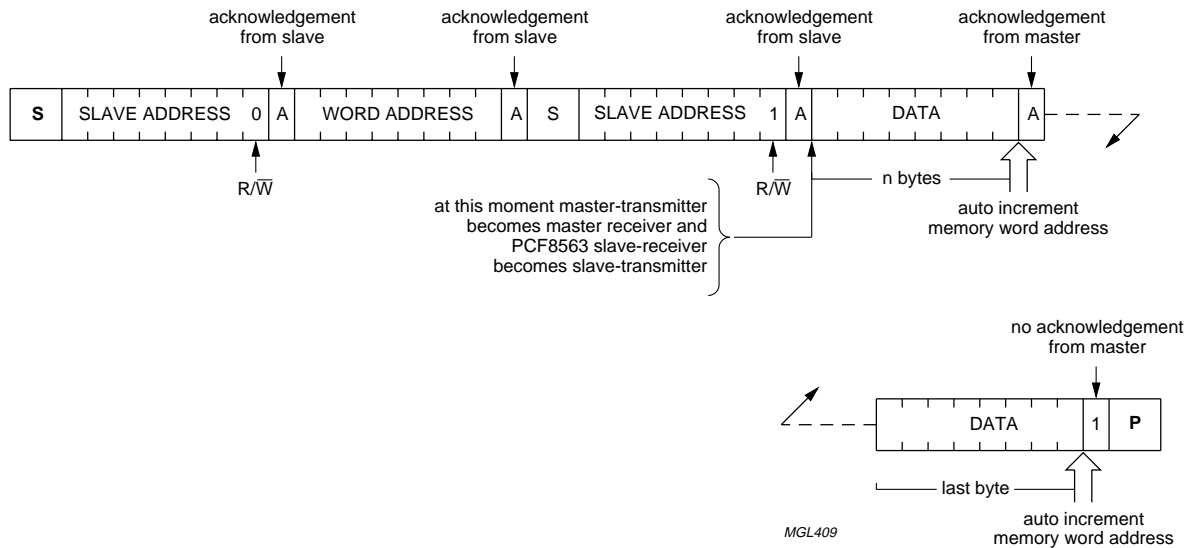 acknowledgement
from slave
acknowledgement
from slave
acknowledgement
from slave
acknowledgement
from master
S SLAVE ADDRESS 0 A WORD ADDRESS A S SLAVE ADDRESS 1 A DATA A
R/W̅
R/W̅
n bytes
at this moment master-transmitter
becomes master receiver and
PCF8563 slave-receiver
becomes slave-transmitter
auto increment
memory word address
no acknowledgement
from master
DATA 1 P
last byte
auto increment
memory word address
MGL409